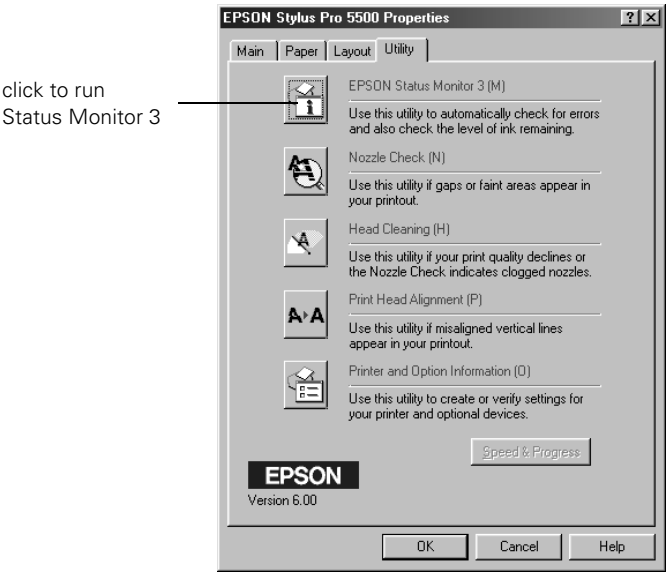 EPSON Stylus Pro 5500 Properties
Main
Paper
Layout
Utility
click to run
Status Monitor 3
EPSON Status Monitor 3 (M)
Use this utility to automatically check for errors
and also check the level of ink remaining.
Nozzle Check (N)
Use this utility if gaps or faint areas appear in
your printout.
Head Cleaning (H)
Use this utility if your print quality declines or
the Nozzle Check indicates clogged nozzles.
Print Head Alignment (P)
Use this utility if misaligned vertical lines
appear in your printout.
Printer and Option Information (O)
Use this utility to create or verify settings for
your printer and optional devices.
Speed & Progress
EPSON
Version 6.00
OK
Cancel
Help